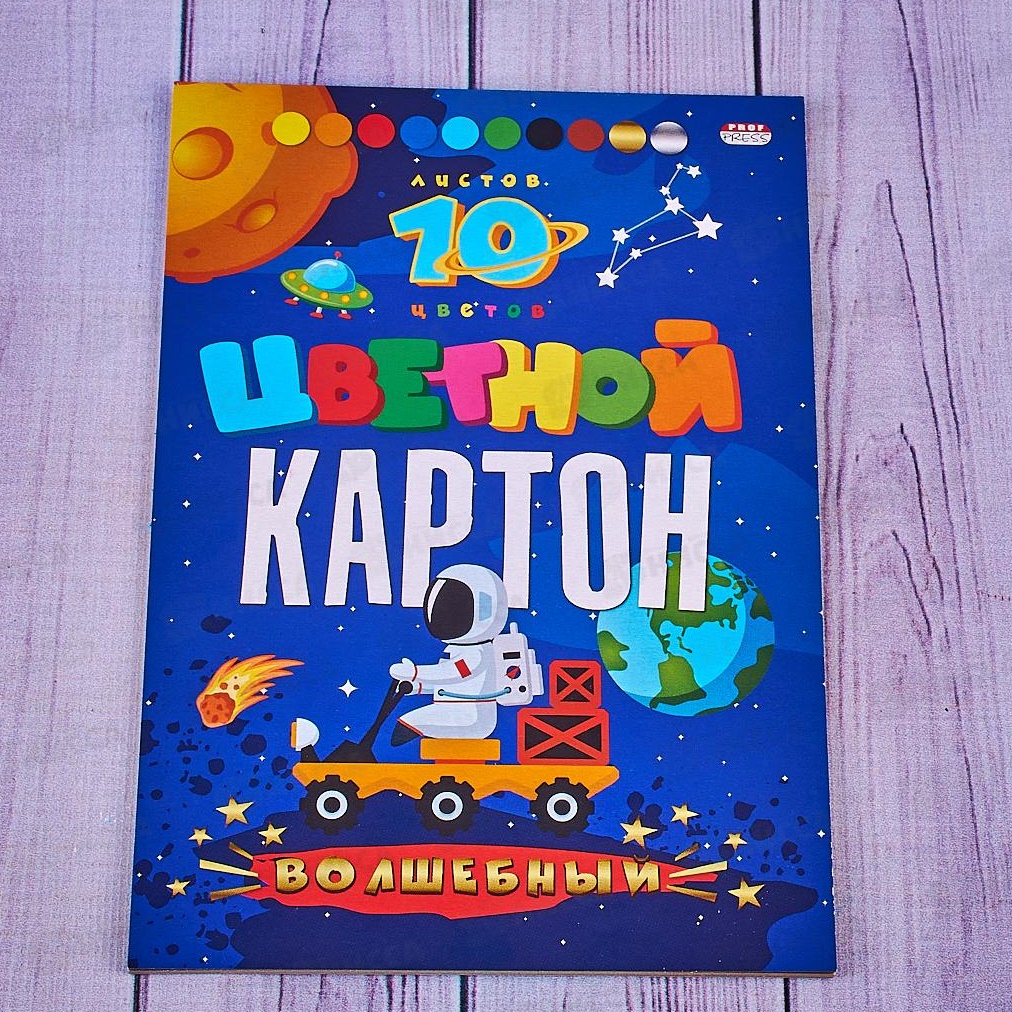 PROF
PRESS
ЛИСТОВ
10
ЦВЕТОВ
ЦВЕТНОЙ
КАРТОН
ВОЛШЕБНЫЙ